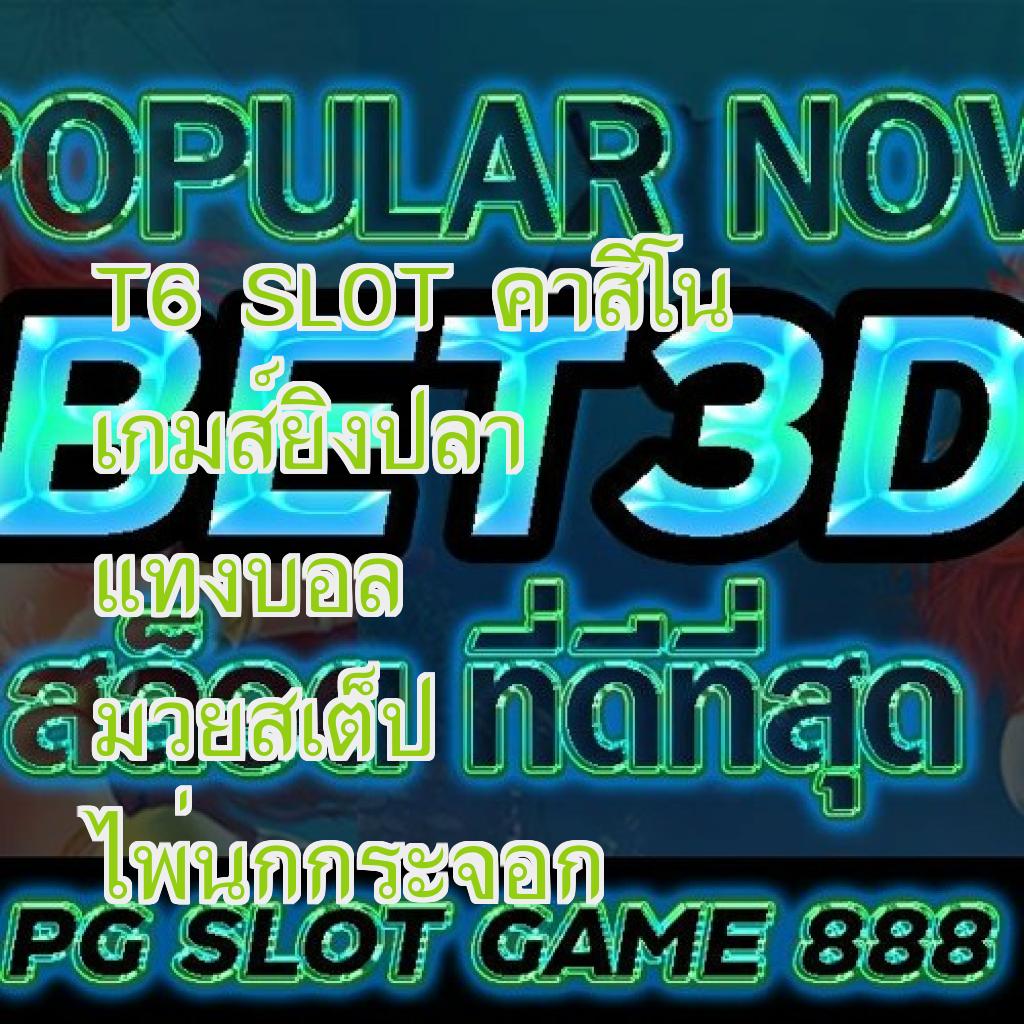 POPULAR NOW
T6 SLOT คาสิโน
BET3D
เกมส์ยิงปลา
แทงบอล
สล็อต ที่ดีที่สุด
มวยสเต็ป
ไพ่นกกระจอก
PG SLOT GAME 888